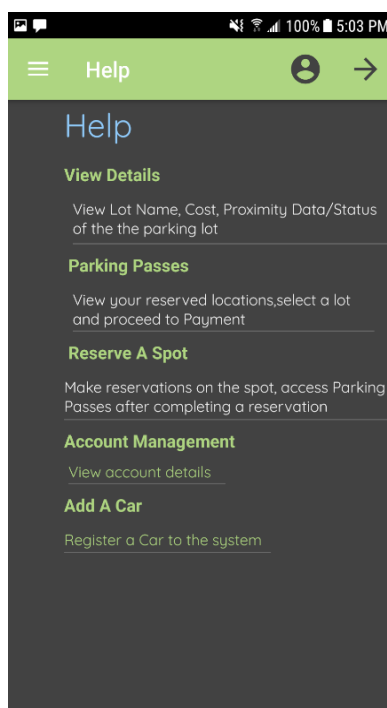 100% 5:03 PM
Help
Help
View Details
View Lot Name, Cost, Proximity Data/Status
of the the parking lot
Parking Passes
View your reserved locations,select a lot
and proceed to Payment
Reserve A Spot
Make reservations on the spot, access Parking
Passes after completing a reservation
Account Management
View account details
Add A Car
Register a Car to the system